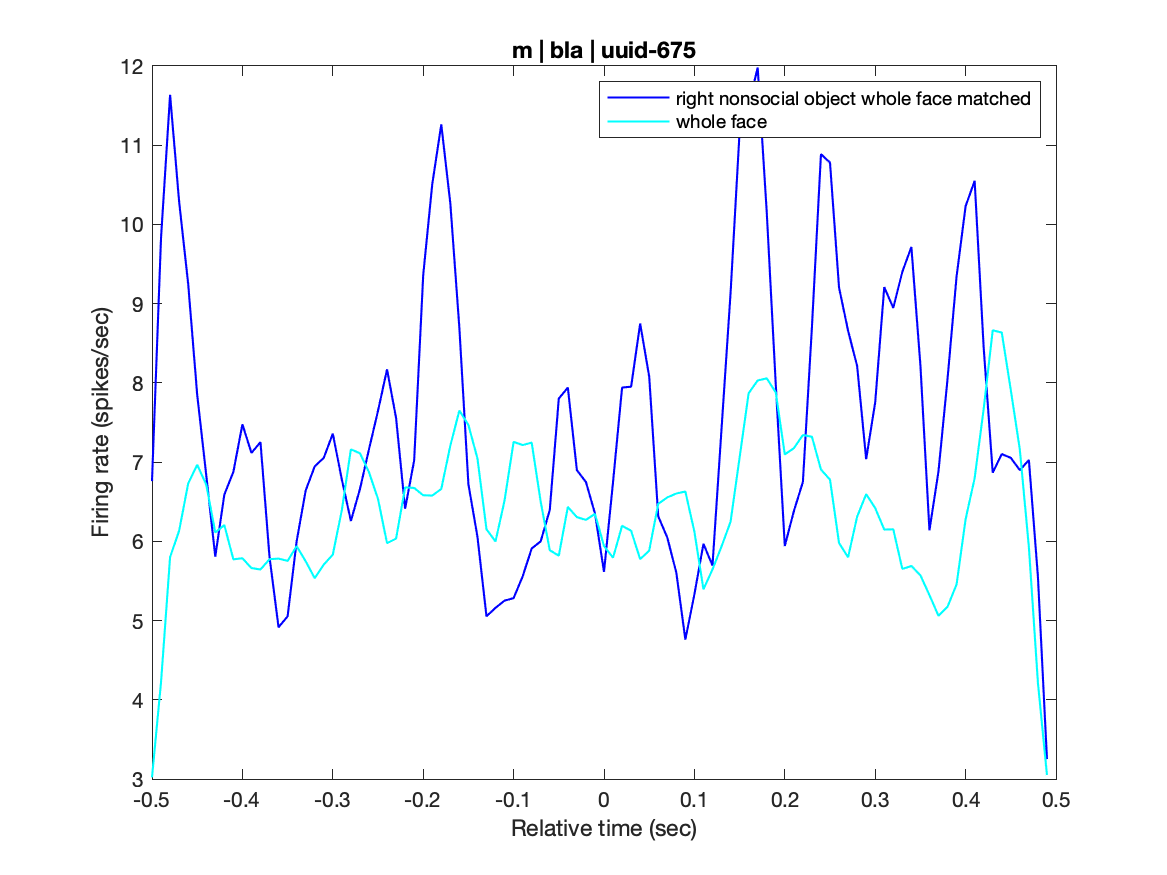 m | bla | uuid-675
right nonsocial object whole face matched
whole face
Firing rate (spikes/sec)
12
11
10
9
8
7
6
5
4
3
-0.5 -0.4 -0.3 -0.2 -0.1 0 0.1 0.2 0.3 0.4 0.5
Relative time (sec)